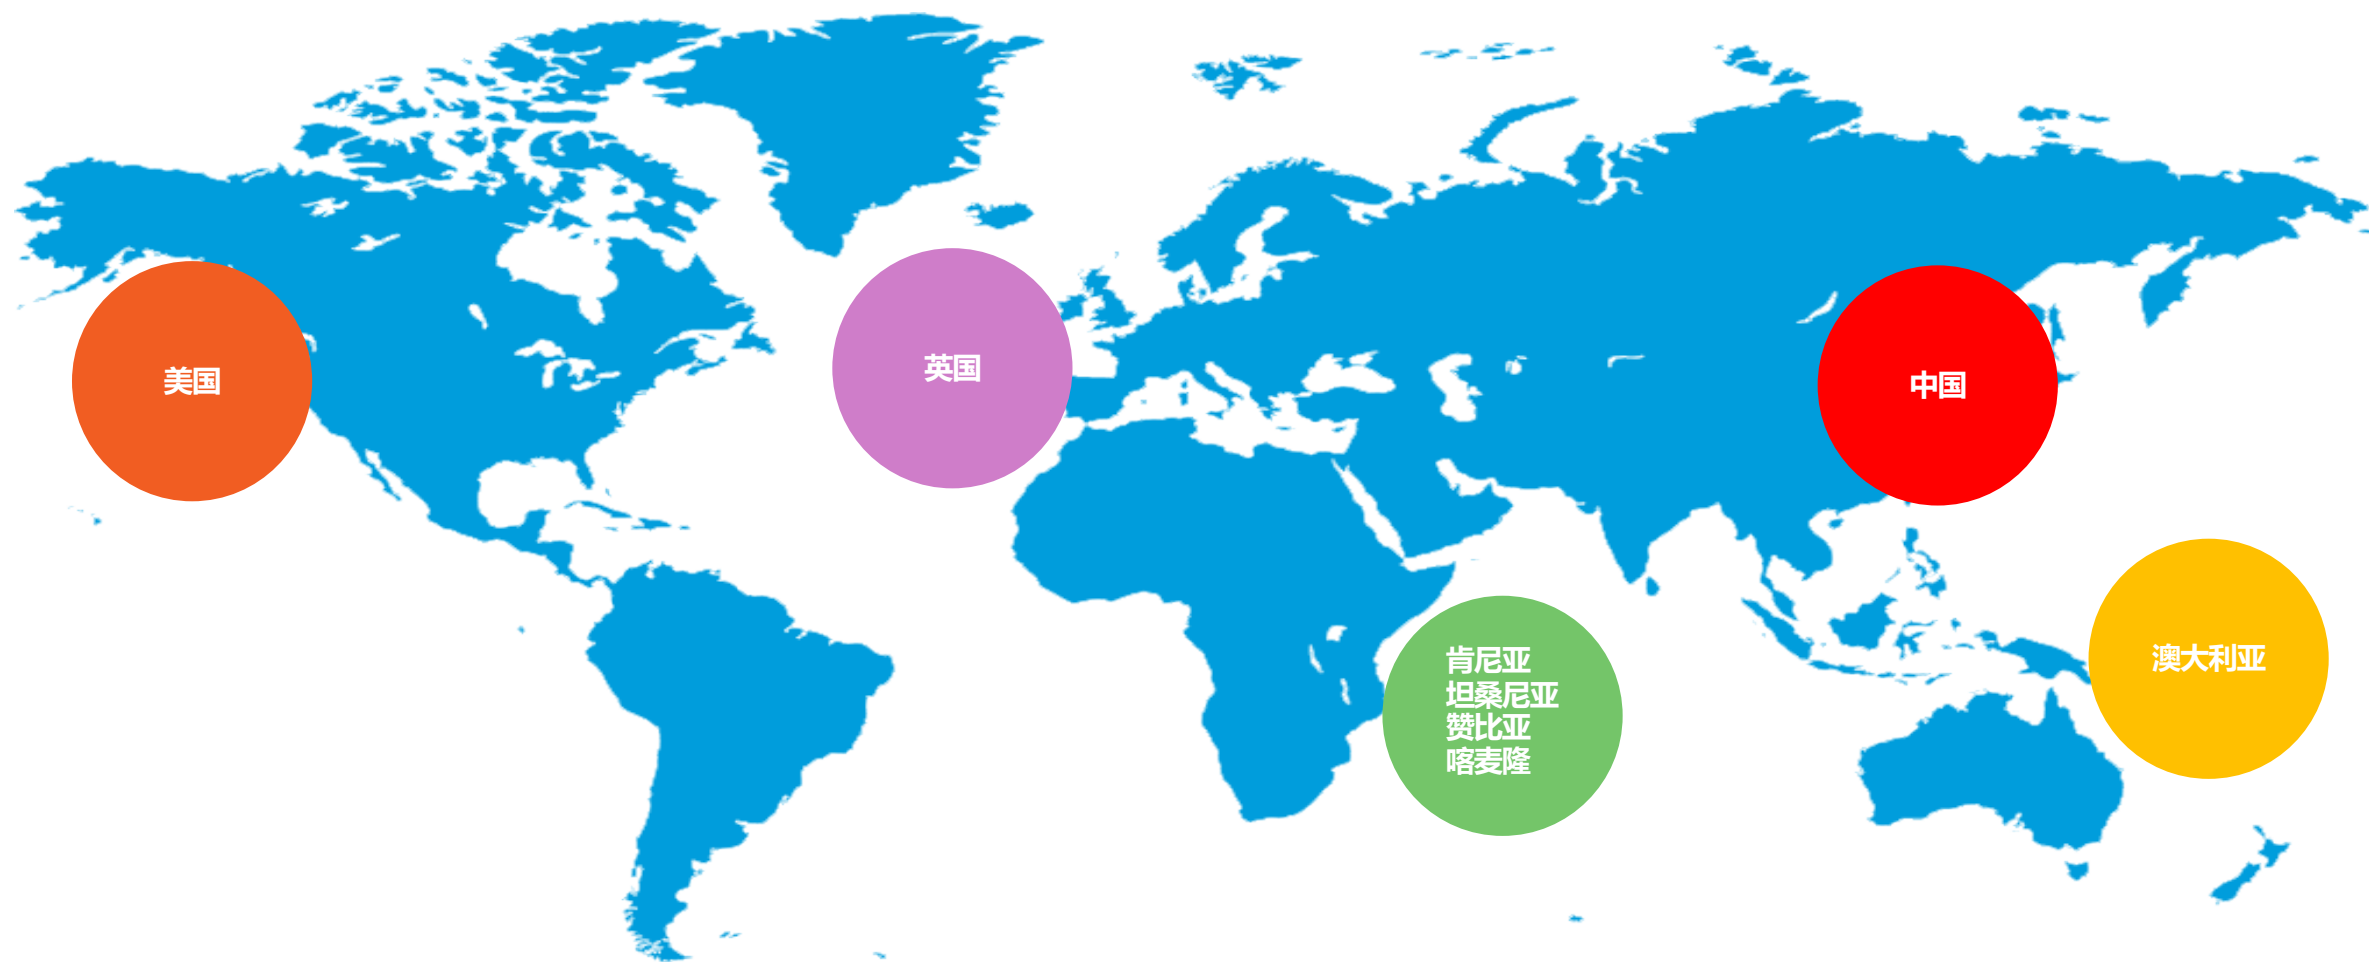 美国
英国
中国
肯尼亚
坦桑尼亚
赞比亚
喀麦隆
澳大利亚